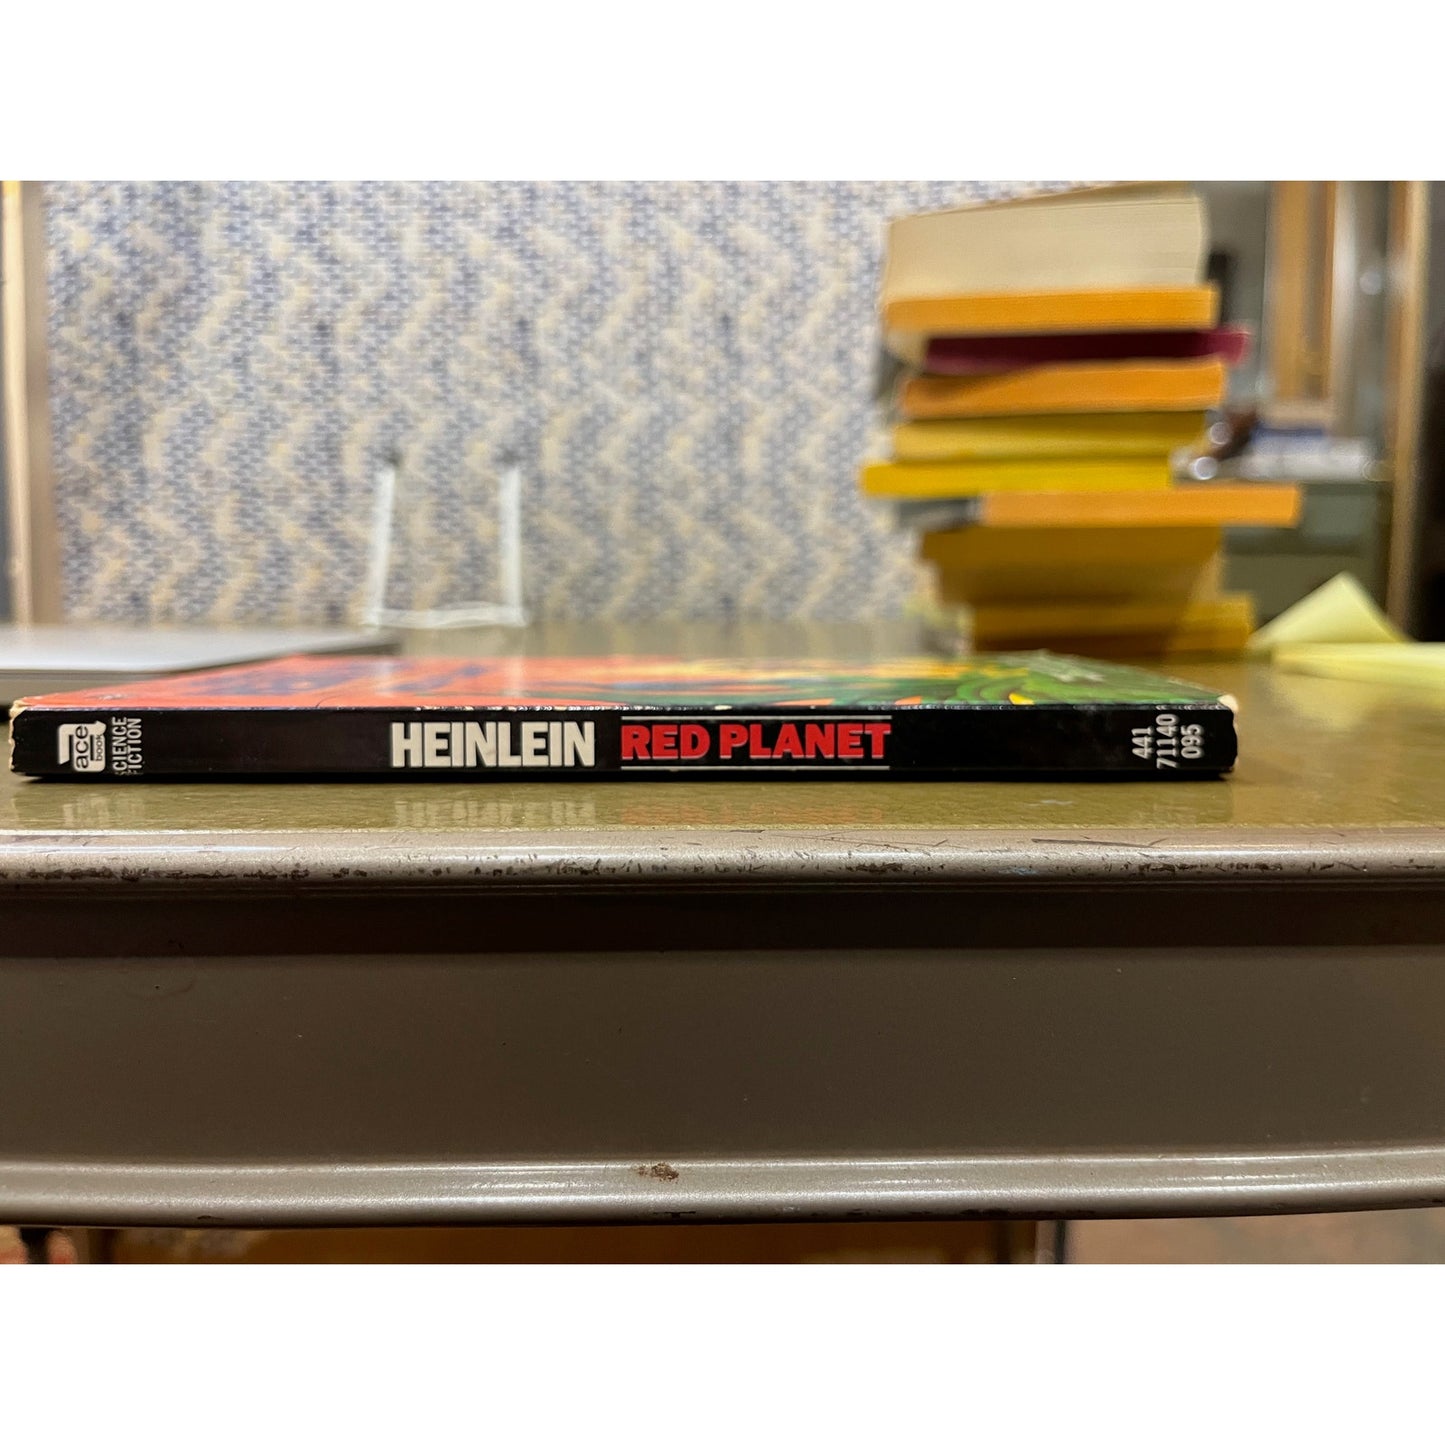 ace
book
SCIENCE
FICTION
HEINLEIN RED PLANET
441
71140
095